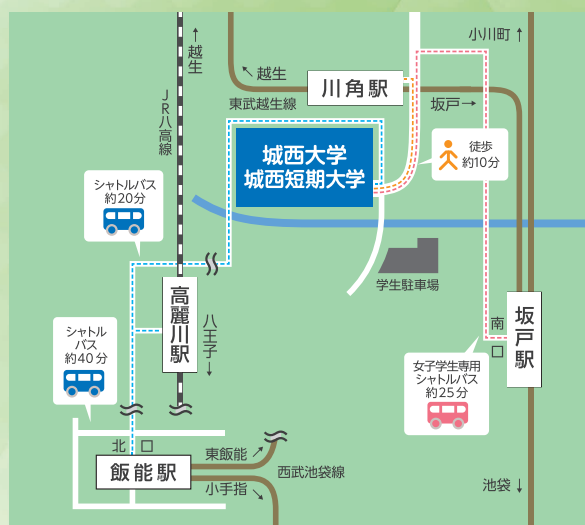 小川町↑
↑越生
↖越生
川角駅
坂戸→
東武越生線
JR八高線
城西大学
城西短期大学
徒歩
約10分
シャトルバス
約20分
学生駐車場
高麗川駅
八王子↓
南口
坂戸駅
シャトル
バス
約40分
女子学生専用
シャトルバス
約25分
北口
飯能駅
東飯能↗
西武池袋線
小手指↘
池袋↓